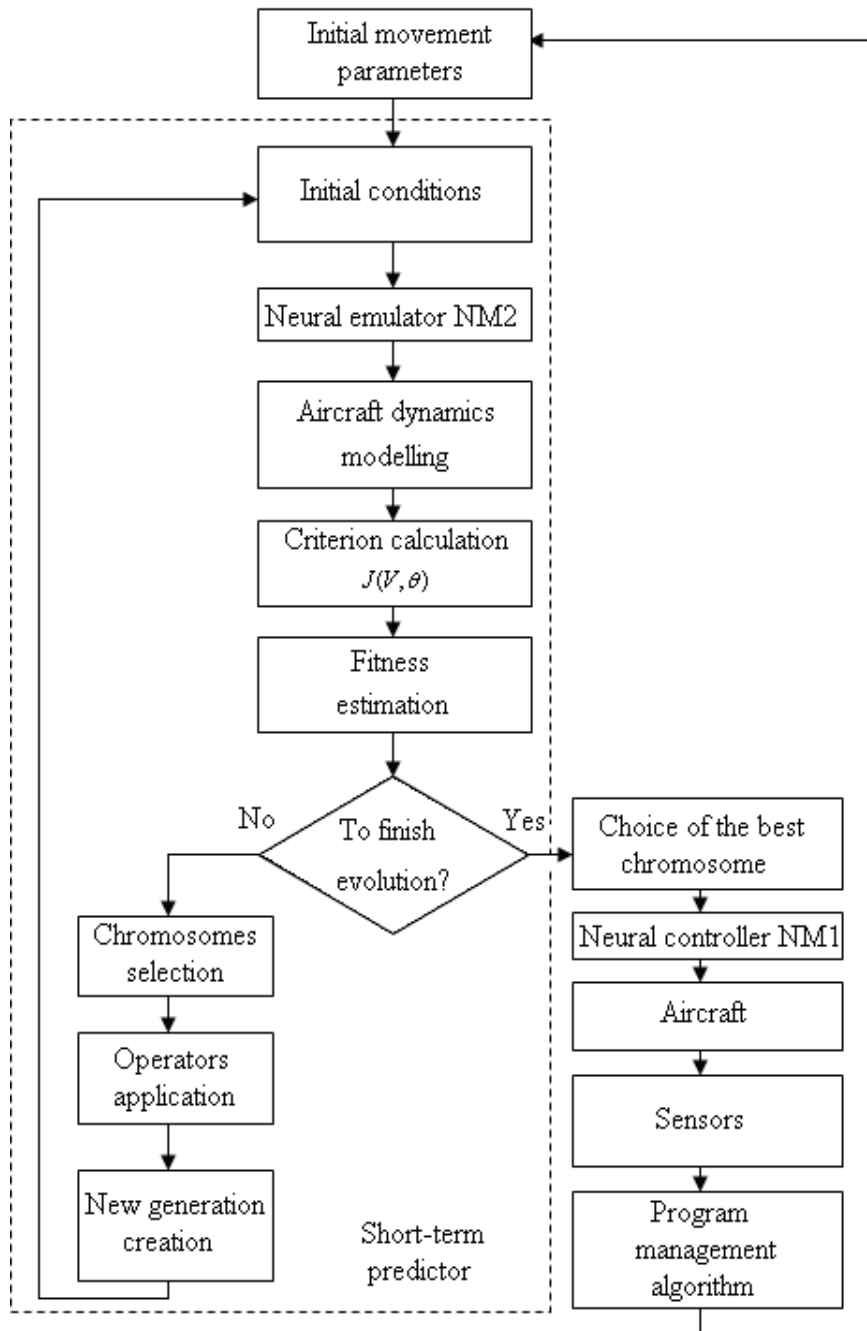 Initial movement
parameters
Initial conditions
Neural emulator NM2
Aircraft dynamics
modelling
Criterion calculation
J(V,θ)
Fitness
estimation
No
To finish
evolution?
Yes
Choice of the best
chromosome
Neural controller NM1
Aircraft
Sensors
Program
management
algorithm
Chromosomes
selection
Operators
application
New generation
creation
Short-term
predictor